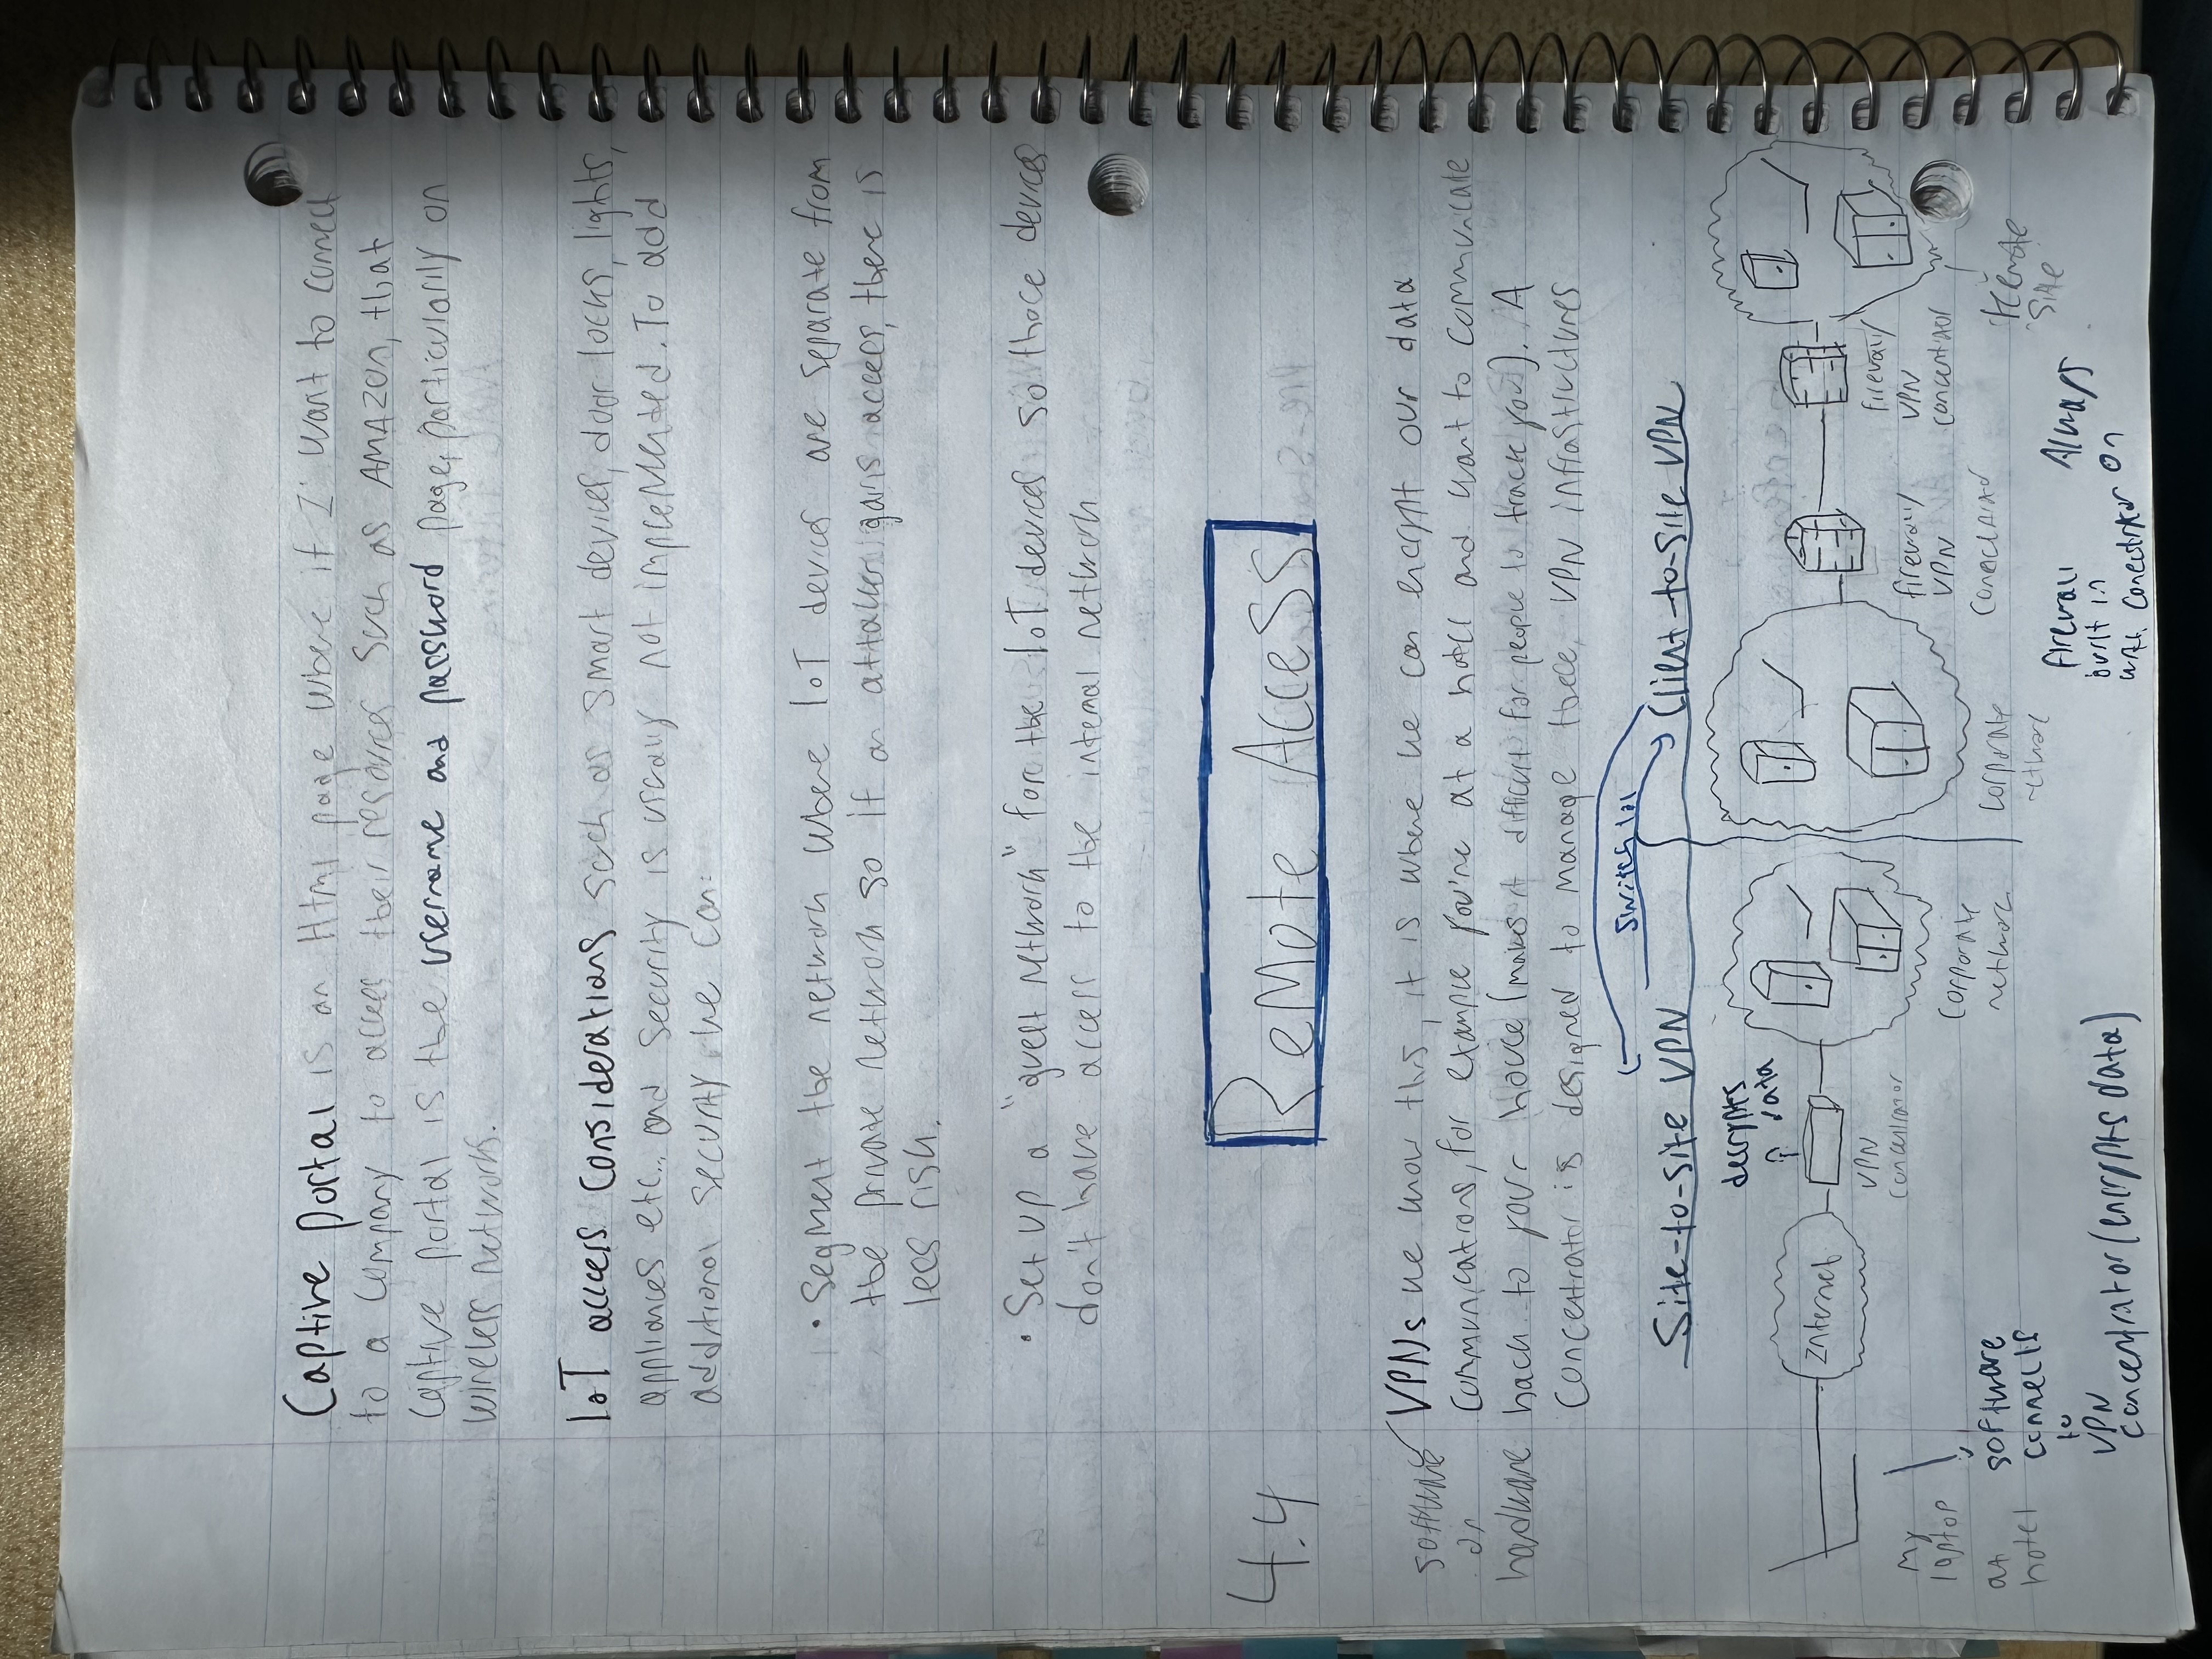 Captive portal is an Html page where if I want to connect
to a company to access their resources such as AMAZON, that
captive portal is the username and password page, particularily on
wireless networks.
IoT access considerations such as smart devices, door locks, lights,
appliances etc.. and security is usually not implemented. To add
additional security we can:
• Segment the network where IoT devices are separate from
the private network so if an attacker gains access, there is
less risk.
• Set up a "guest network" for the IoT devices so those devices
don't have access to the internal network
4.4
Remote Access
software
or
hardware
VPNs we know this, it is where we can encrypt our data
communications, for example you're at a hotel and want to communicate
back to your house (makes it difficult for people to track you). A
concentrator is designed to manage these VPN infrastructures
switch
Site-to-site VPN
Client-to-site VPN
decrypts
data
Internet
VPN
concentrator
My
laptop
at
hotel
software
connects
to
VPN
concentrator (encrypts data)
Corporate
network
Corporate
network
firewall/
VPN
firewall/
VPN
concentrator
remote
site
firewall
built in
Always
on